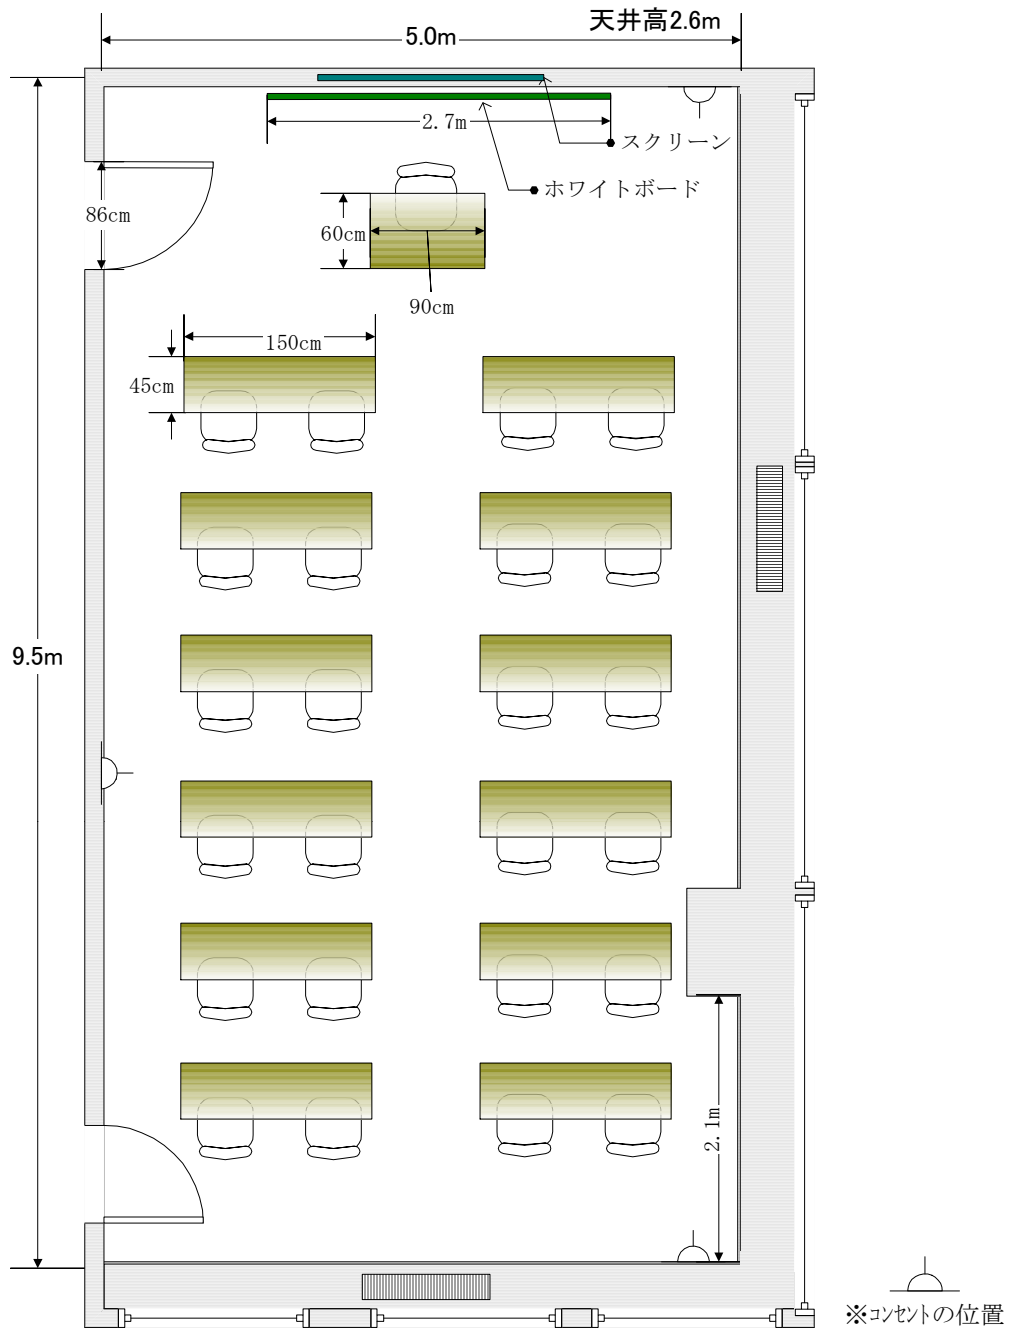 天井高2.6m
5.0m
2.7m
スクリーン
ホワイトボード
86cm
60cm
90cm
150cm
45cm
9.5m
2.1m
※コンセントの位置